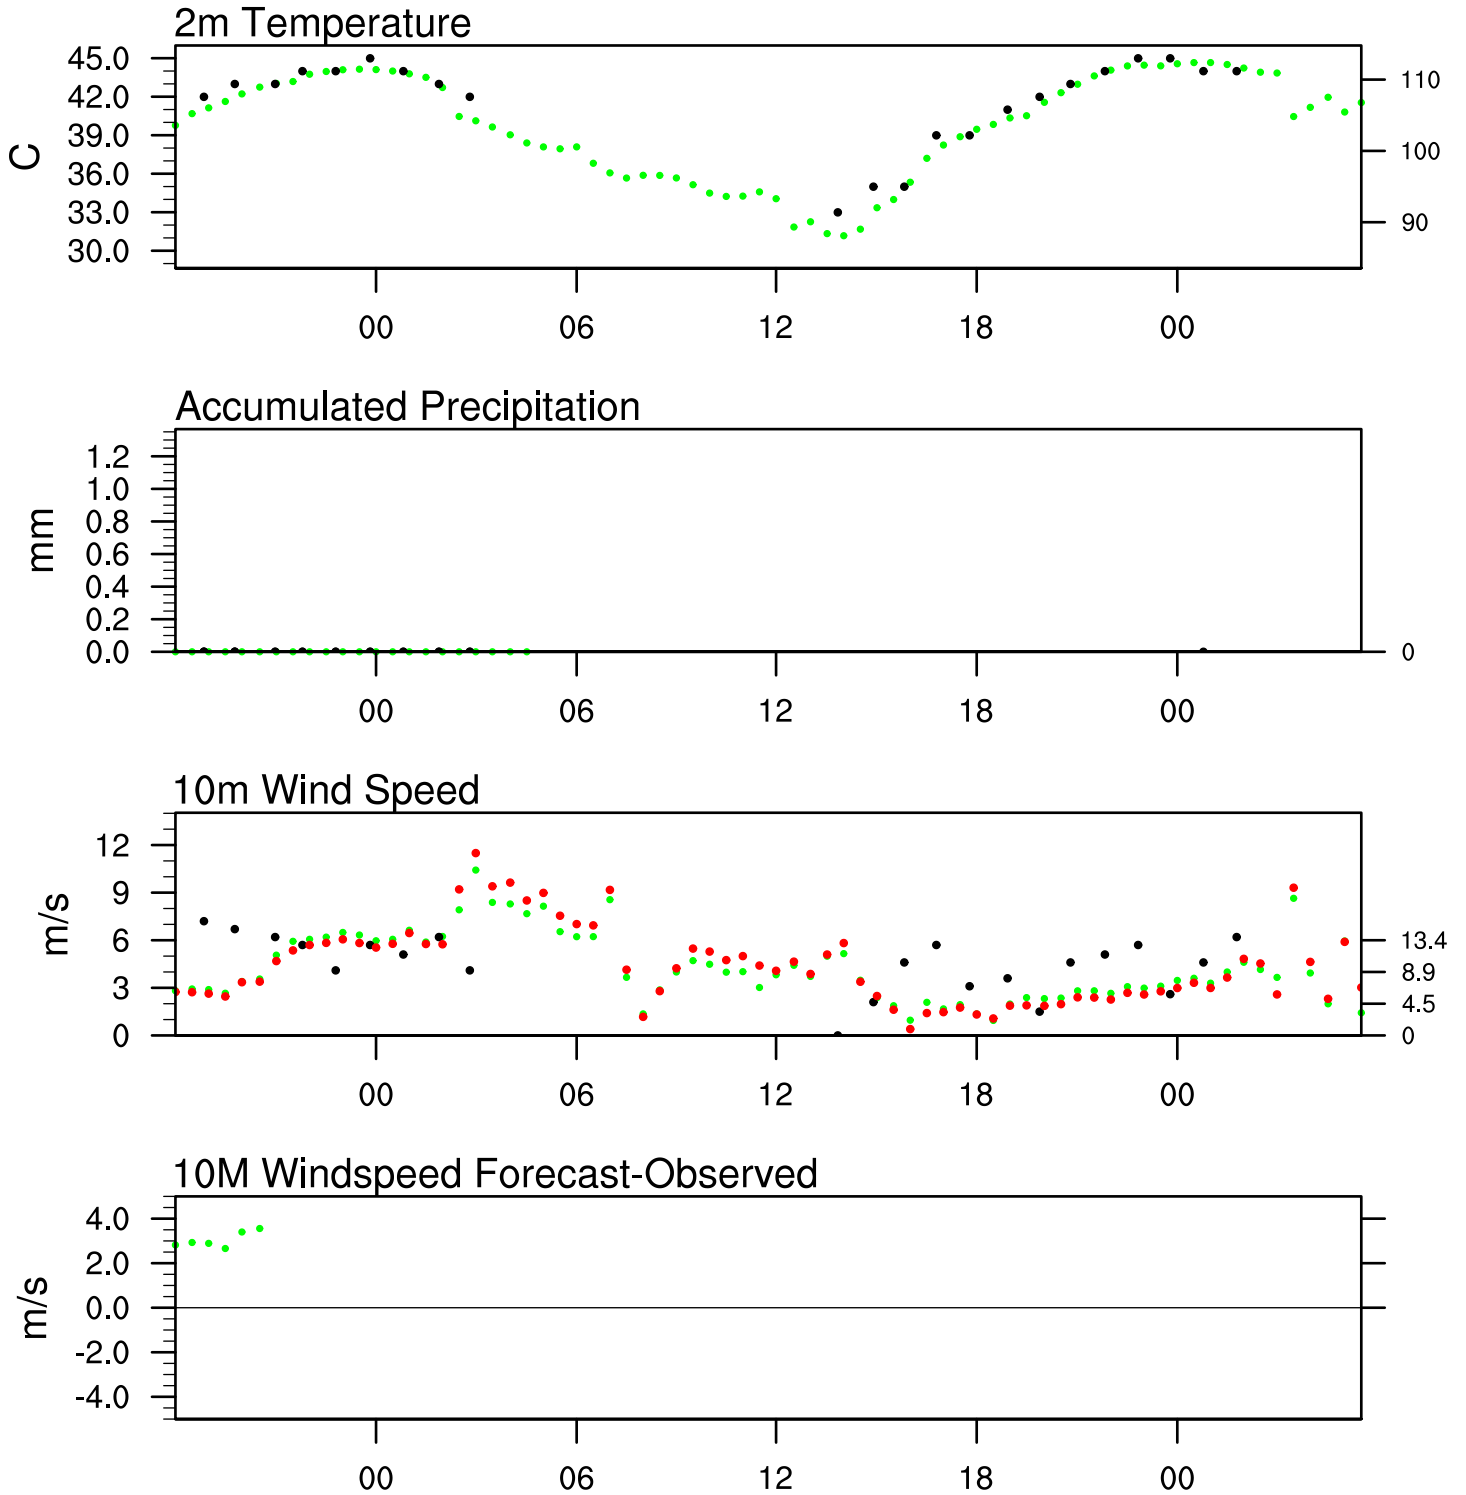 2m Temperature
45.0
42.0
39.0
36.0
33.0
30.0
C
110
100
90
00 06 12 18 00
Accumulated Precipitation
1.2
1.0
0.8
0.6
0.4
0.2
0.0
mm
0
00 06 12 18 00
10m Wind Speed
12
9
6
3
0
m/s
13.4
8.9
4.5
0
00 06 12 18 00
10M Windspeed Forecast-Observed
4.0
2.0
0.0
-2.0
-4.0
m/s
00 06 12 18 00